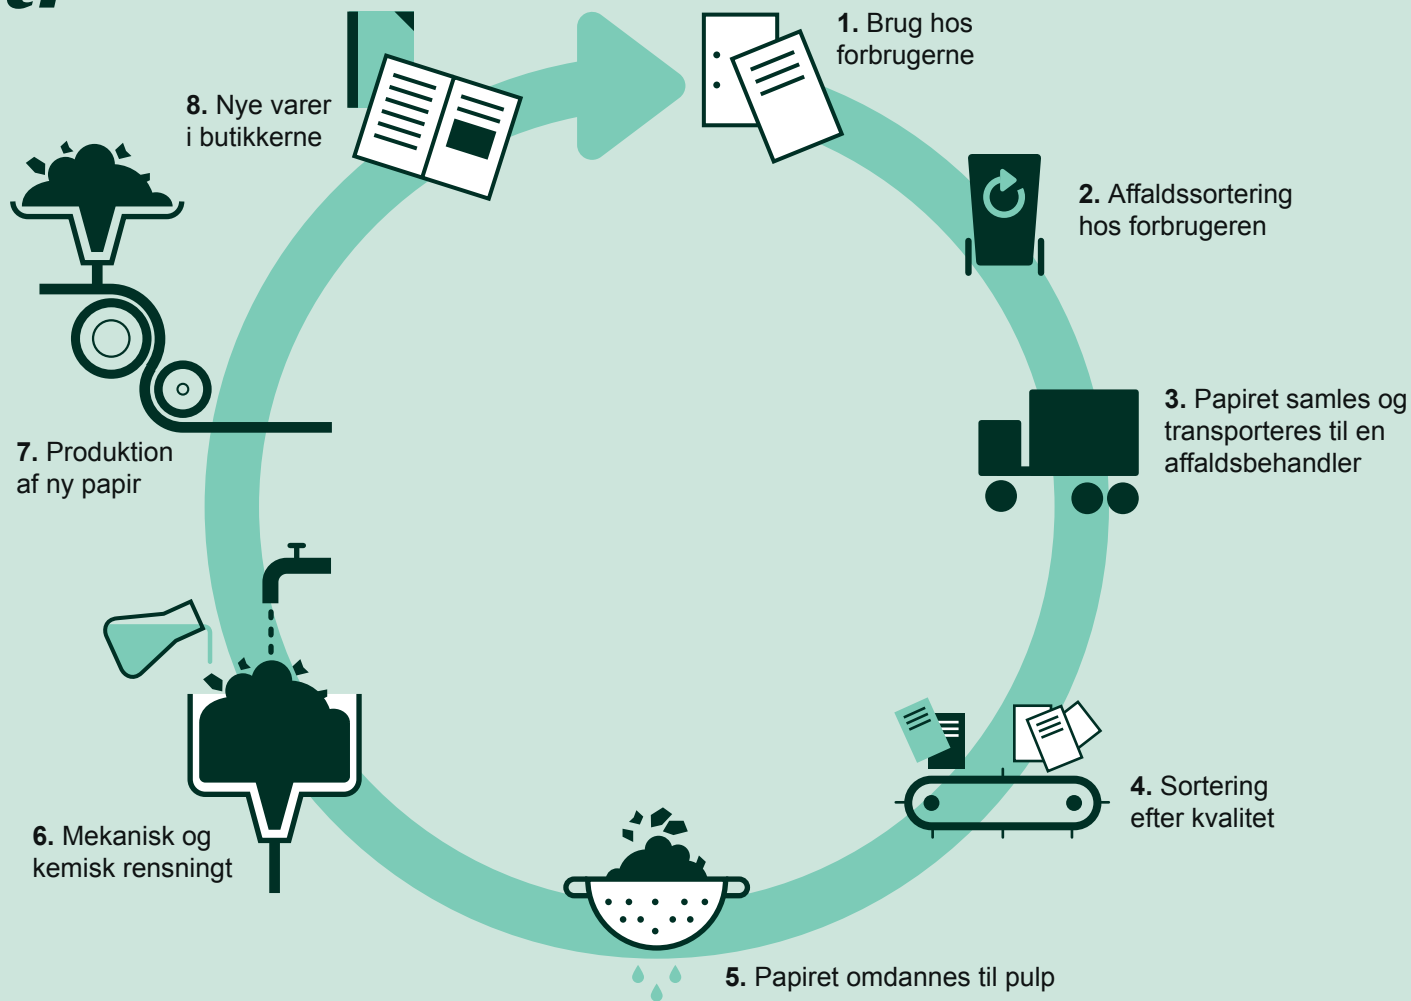 1. Brug hos
forbrugerne
2. Affaldssortering
hos forbrugeren
3. Papiret samles og
transporteres til en
affaldsbehandler
4. Sortering
efter kvalitet
5. Papiret omdannes til pulp
6. Mekanisk og
kemisk rensningt
7. Produktion
af ny papir
8. Nye varer
i butikkerne